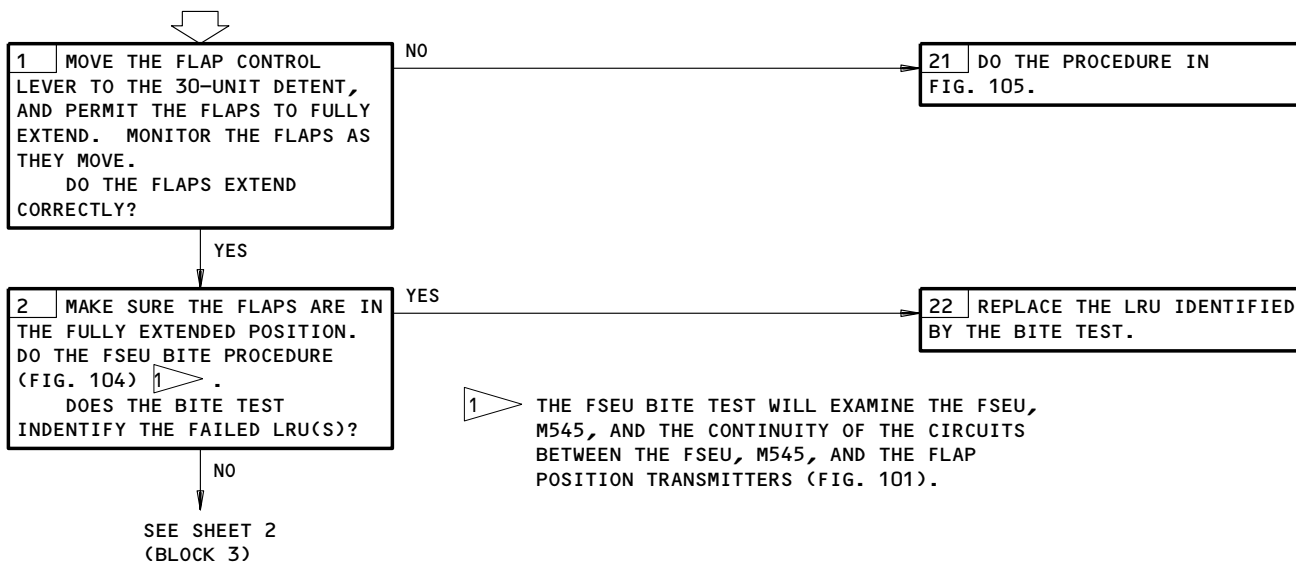 1 MOVE THE FLAP CONTROL
LEVER TO THE 30-UNIT DETENT,
AND PERMIT THE FLAPS TO FULLY
EXTEND. MONITOR THE FLAPS AS
THEY MOVE.
DO THE FLAPS EXTEND
CORRECTLY?
NO
21 DO THE PROCEDURE IN
FIG. 105.
YES
2 MAKE SURE THE FLAPS ARE IN
THE FULLY EXTENDED POSITION.
DO THE FSEU BITE PROCEDURE
(FIG. 104) 1 .
DOES THE BITE TEST
INDENTIFY THE FAILED LRU(S)?
YES
22 REPLACE THE LRU IDENTIFIED
BY THE BITE TEST.
1 THE FSEU BITE TEST WILL EXAMINE THE FSEU,
M545, AND THE CONTINUITY OF THE CIRCUITS
BETWEEN THE FSEU, M545, AND THE FLAP
POSITION TRANSMITTERS (FIG. 101).
NO
SEE SHEET 2
(BLOCK 3)